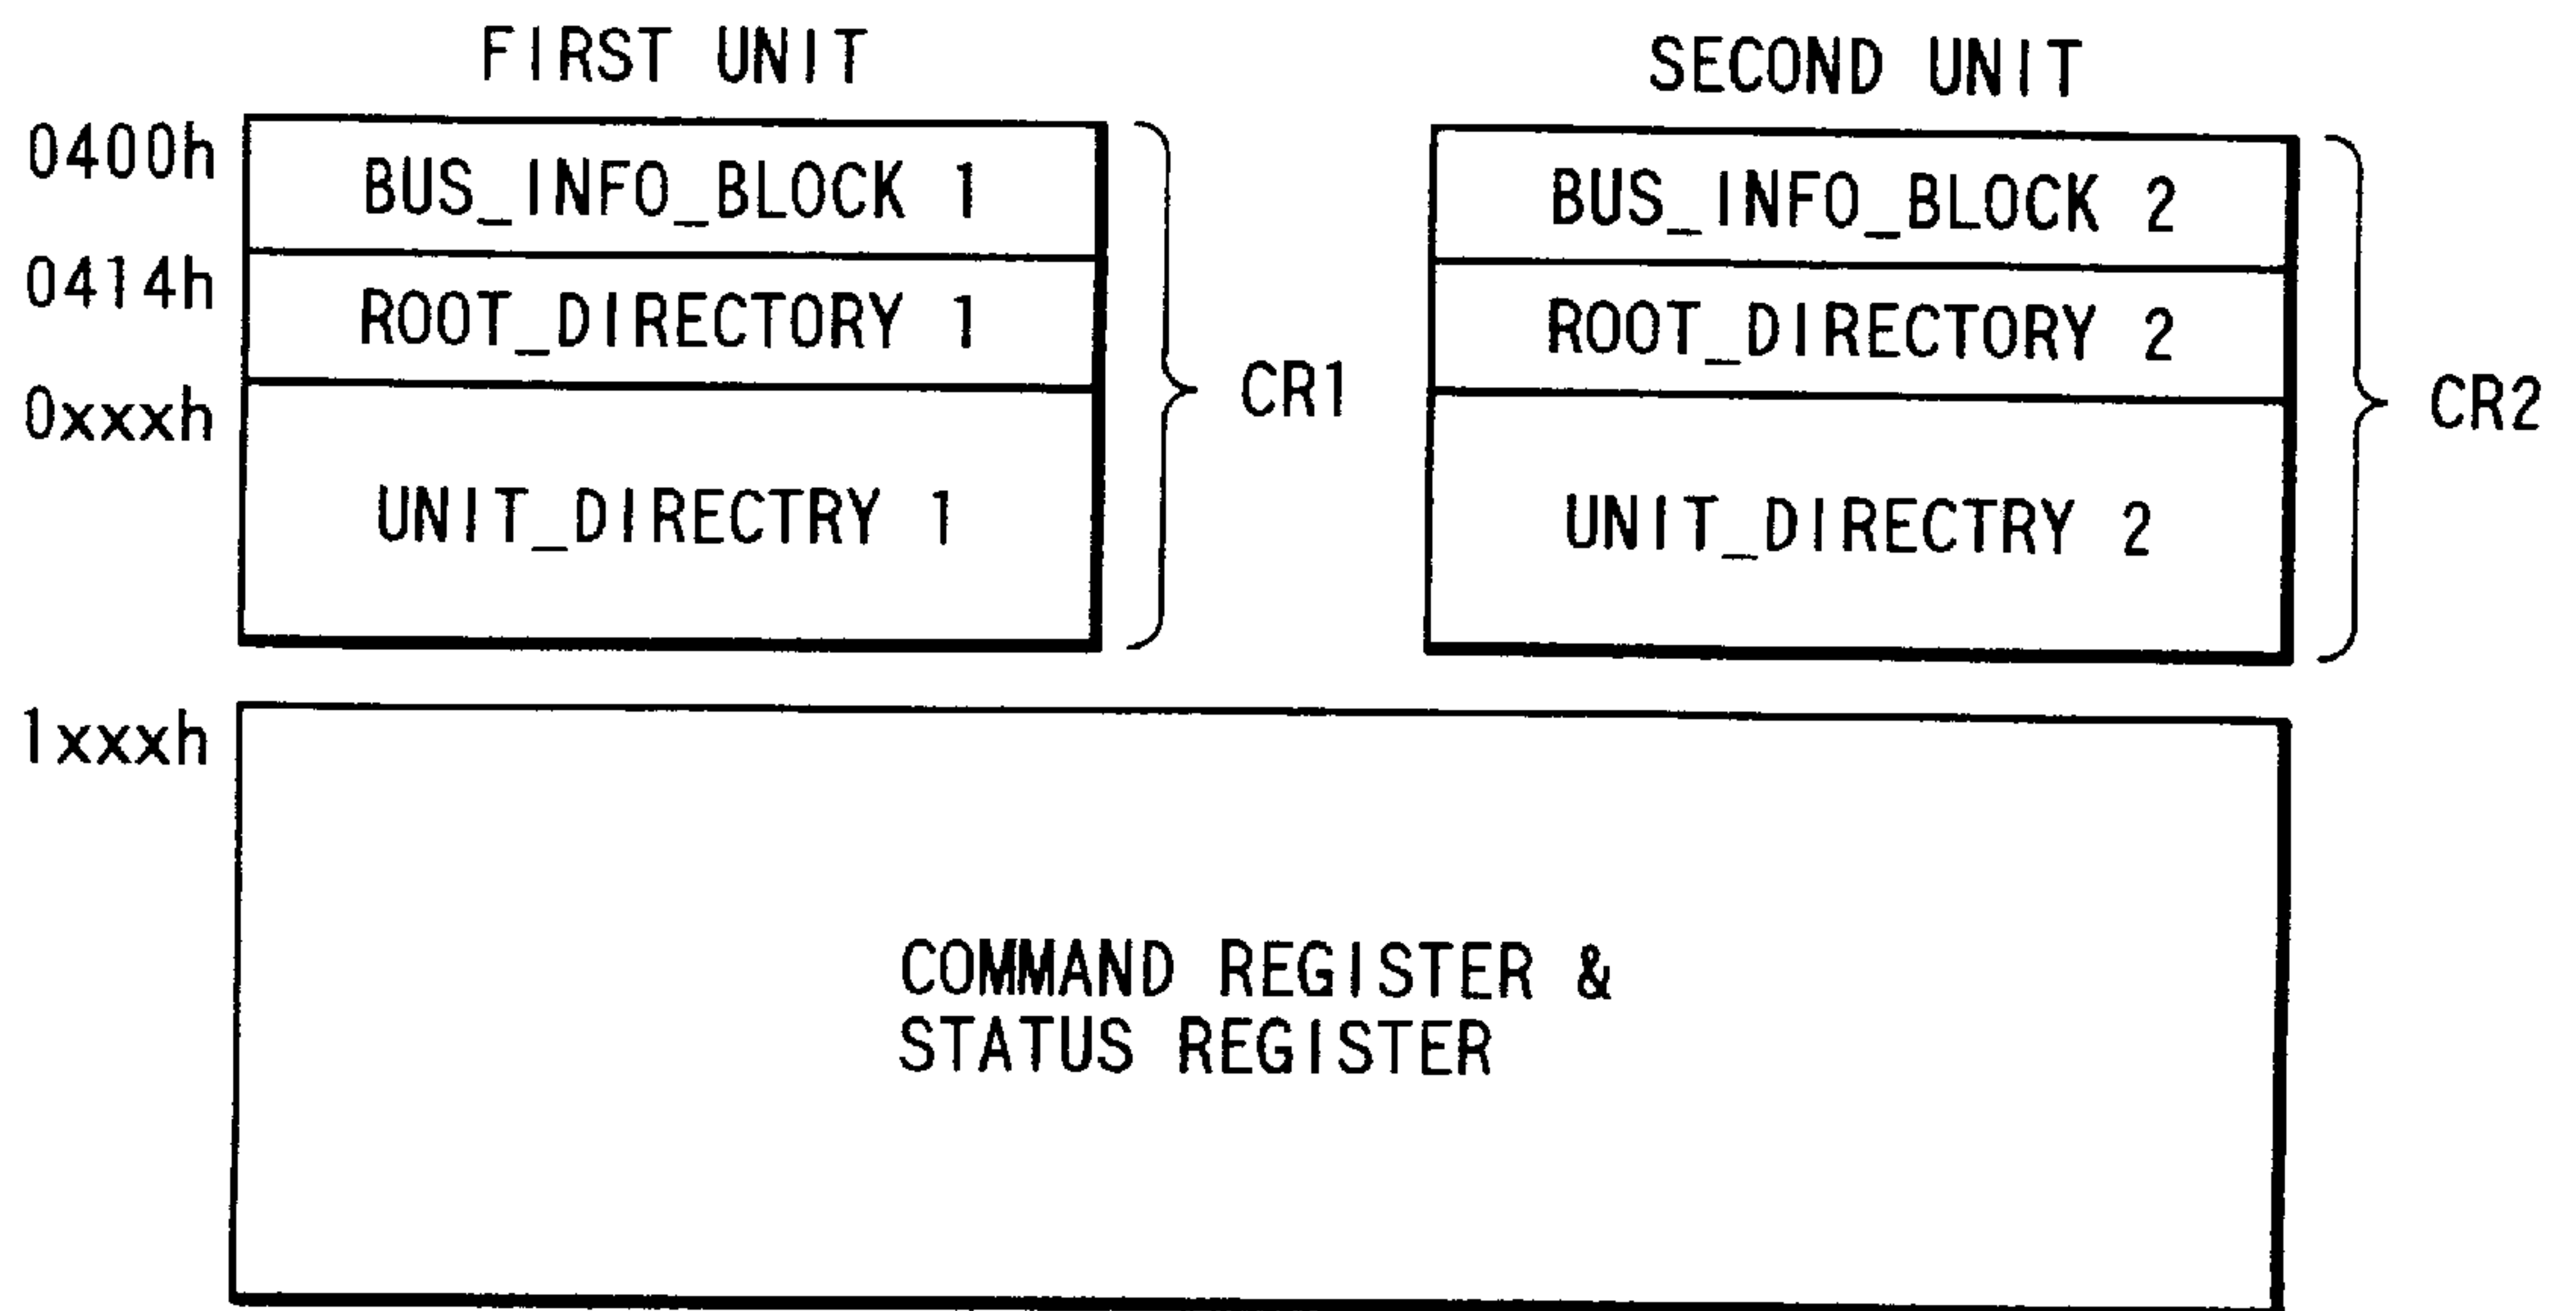 FIRST UNIT
SECOND UNIT
0400h
BUS_INFO_BLOCK 1
BUS_INFO_BLOCK 2
0414h
ROOT_DIRECTORY 1
ROOT_DIRECTORY 2
CR1
CR2
0xxxh
UNIT_DIRECTRY 1
UNIT_DIRECTRY 2
1xxxh
COMMAND REGISTER &
STATUS REGISTER